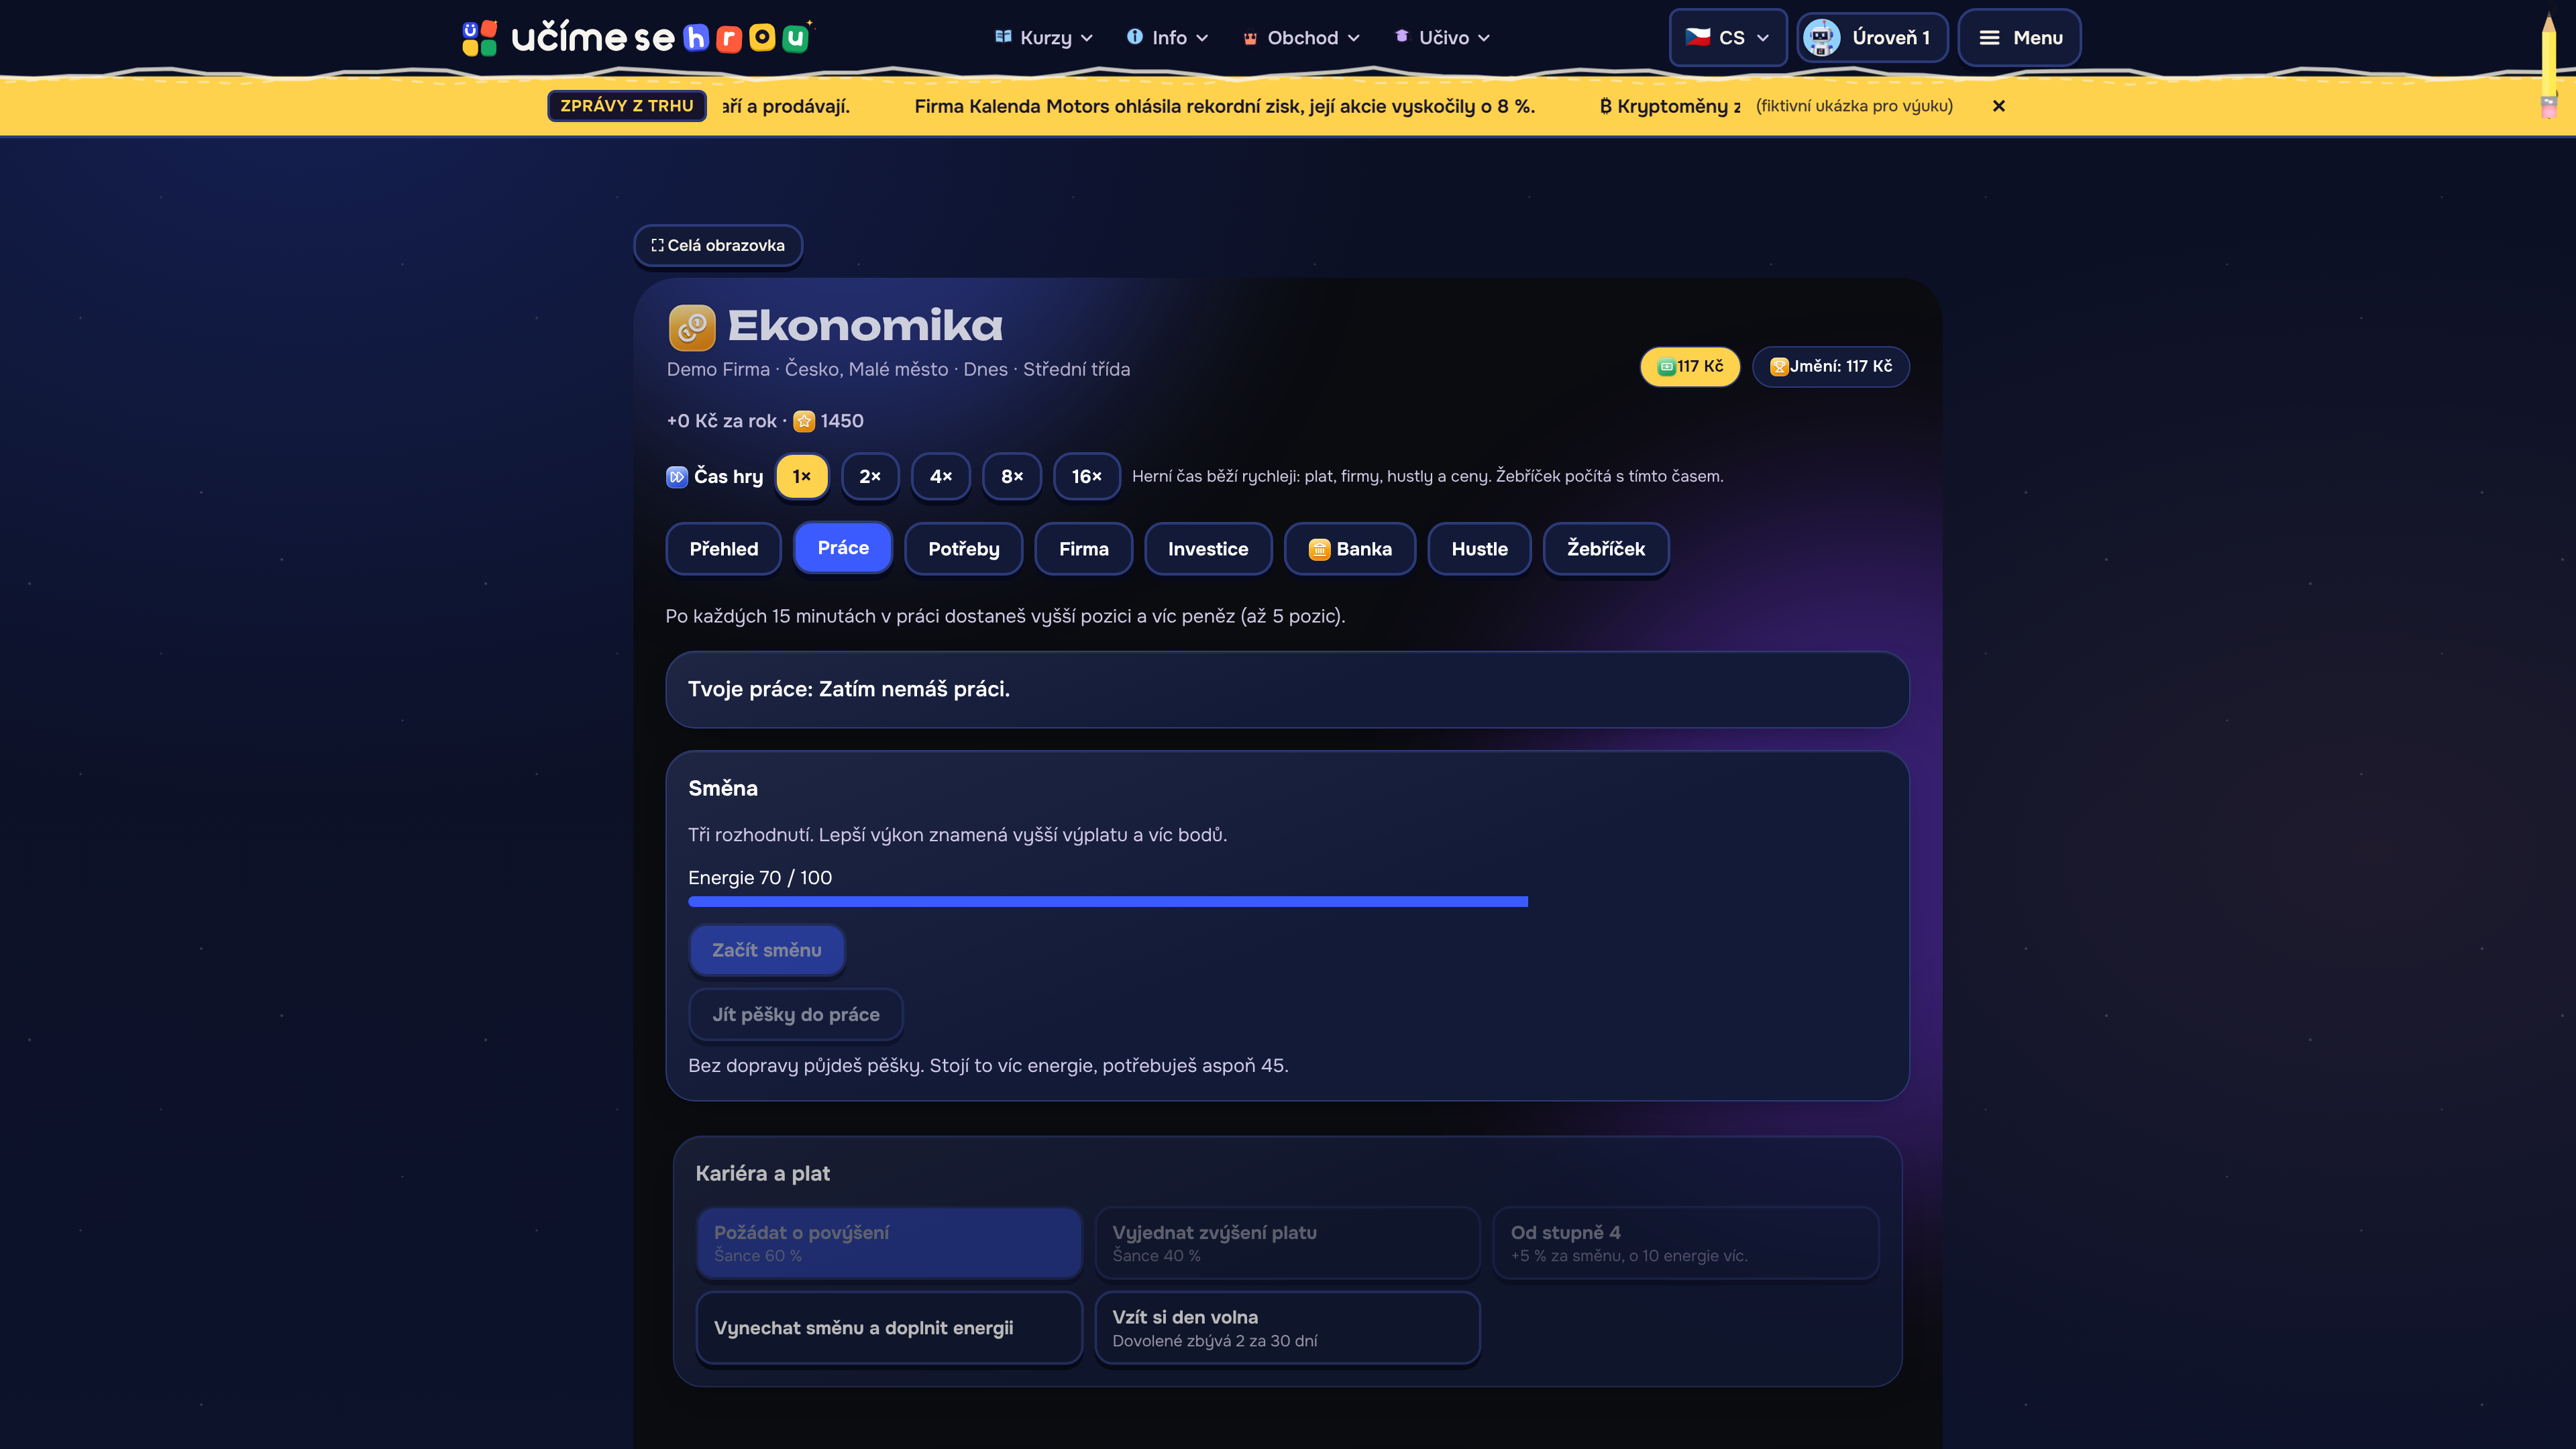 učíme se hrou
Kurzy
Info
Obchod
Učivo
CS
Úroveň 1
Menu
ZPRÁVY Z TRHU
aří a prodávají.
Firma Kalenda Motors ohlásila rekordní zisk, její akcie vyskočily o 8 %.
₿ Kryptoměny z
(fiktivní ukázka pro výuku)
Celá obrazovka
Ekonomika
Demo Firma · Česko, Malé město · Dnes · Střední třída
117 Kč
Jmění: 117 Kč
+0 Kč za rok · 1450
Čas hry
1×
2×
4×
8×
16×
Herní čas běží rychleji: plat, firmy, hustly a ceny. Žebříček počítá s tímto časem.
Přehled
Práce
Potřeby
Firma
Investice
Banka
Hustle
Žebříček
Po každých 15 minutách v práci dostaneš vyšší pozici a víc peněz (až 5 pozic).
Tvoje práce: Zatím nemáš práci.
Směna
Tři rozhodnutí. Lepší výkon znamená vyšší výplatu a víc bodů.
Energie 70 / 100
Začít směnu
Jít pěšky do práce
Bez dopravy půjdeš pěšky. Stojí to víc energie, potřebuješ aspoň 45.
Kariéra a plat
Požádat o povýšení
Šance 60 %
Vyjednat zvýšení platu
Šance 40 %
Od stupně 4
+5 % za směnu, o 10 energie víc.
Vynechat směnu a doplnit energii
Vzít si den volna
Dovolené zbývá 2 za 30 dní